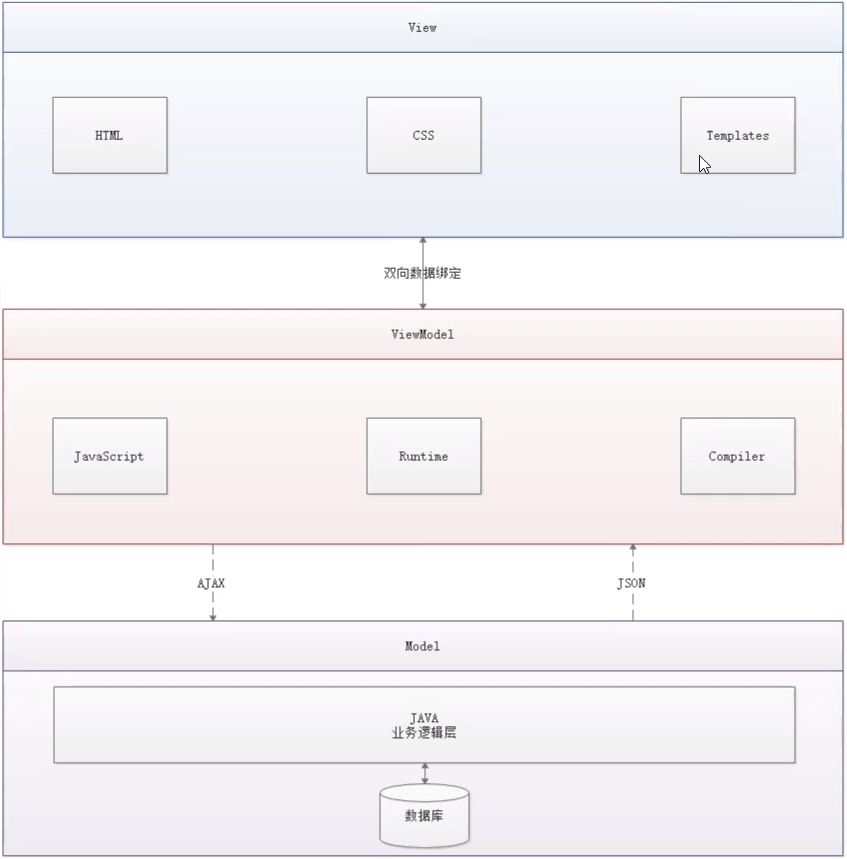 View
HTML
CSS
Templates
双向数据绑定
ViewModel
JavaScript
Runtime
Compiler
AJAX
JSON
Model
JAVA
业务逻辑层
数据库